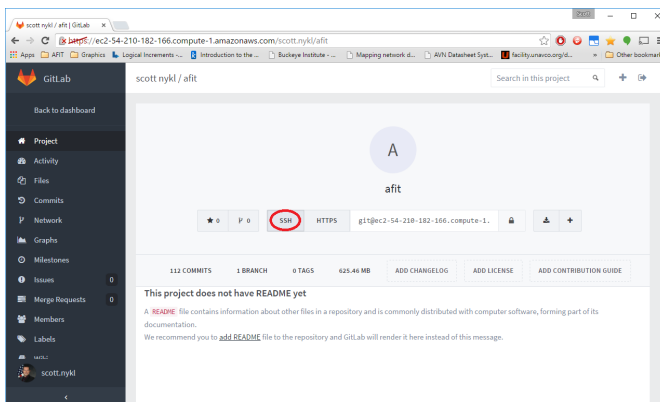 scott nykl / afit | GitLab
Scott
https://ec2-54-210-182-166.compute-1.amazonaws.com/scott.nykl/afit
Apps AFIT Graphics Logical Increments -... Introduction to the ... Buckeye Institute - ... Mapping network d... AVN Datasheet Syst... facility.unavco.org/d... » Other bookmar
GitLab
scott nykl / afit
Search in this project
Back to dashboard
Project
Activity
Files
Commits
Network
Graphs
Milestones
Issues 0
Merge Requests 0
Members
Labels
scott.nykl
A
afit
0 0 SSH HTTPS git@ec2-54-210-182-166.compute-1.
112 COMMITS 1 BRANCH 0 TAGS 625.46 MB ADD CHANGELOG ADD LICENSE ADD CONTRIBUTION GUIDE
This project does not have README yet
A README file contains information about other files in a repository and is commonly distributed with computer software, forming part of its
documentation.
We recommend you to add README file to the repository and GitLab will render it here instead of this message.